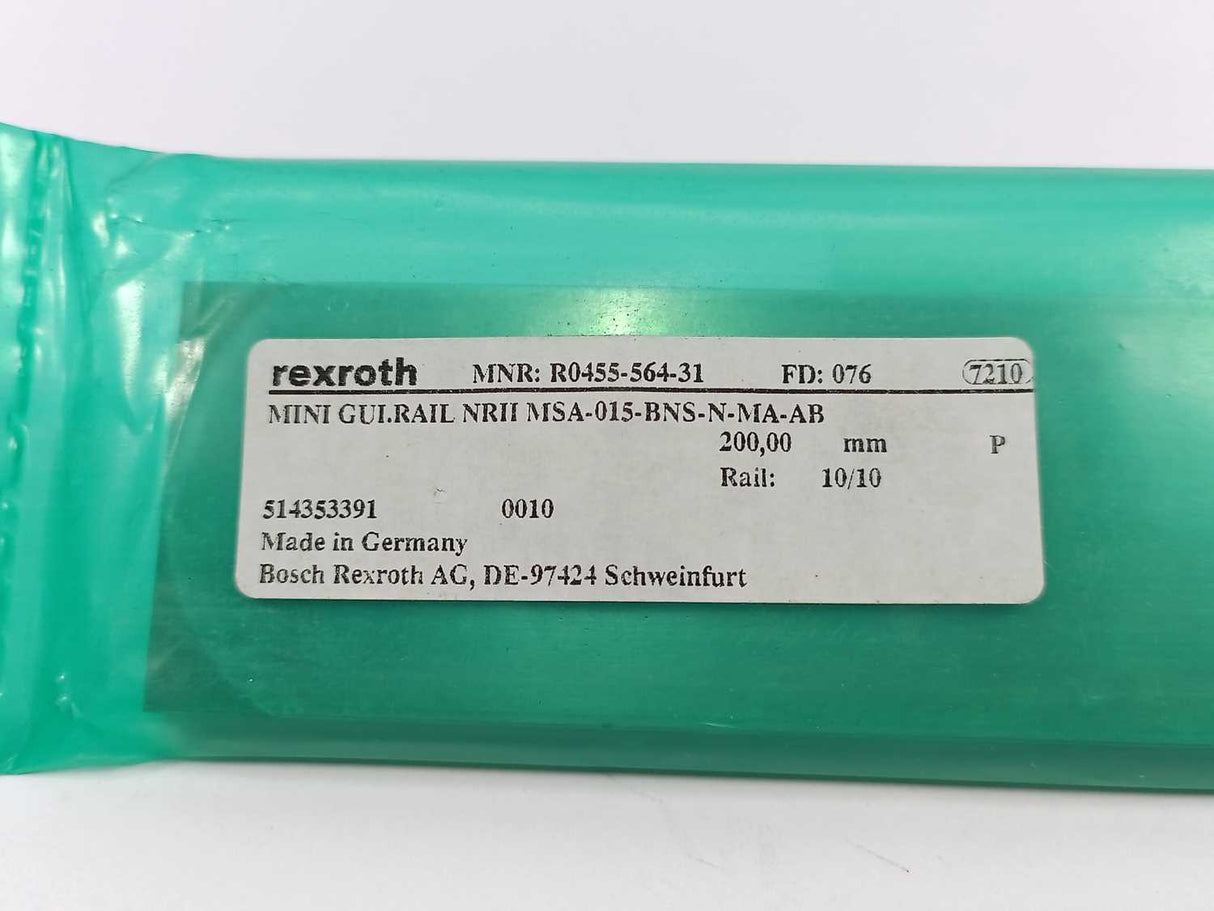 rexroth MNR: R0455-564-31 FD: 076 7210
MINI GUI.RAIL NRII MSA-015-BNS-N-MA-AB
200,00 mm P
Rail: 10/10
514353391 0010
Made in Germany
Bosch Rexroth AG, DE-97424 Schweinfurt